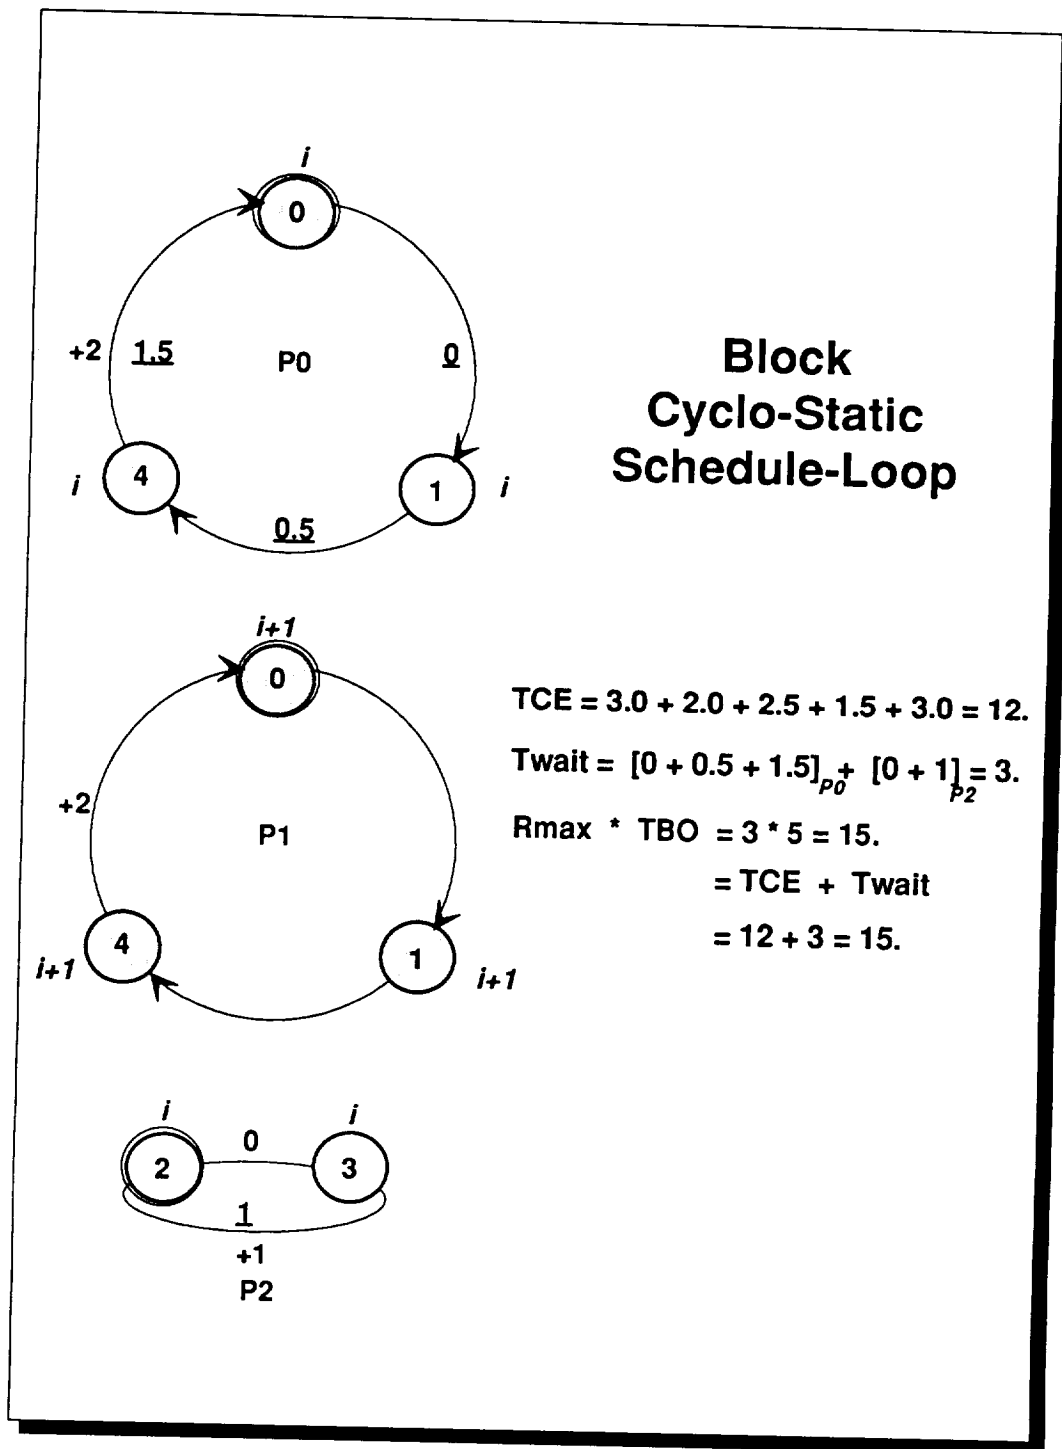 i
0
+2
1.5
P0
0
i
4
1
i
0.5
Block
Cyclo-Static
Schedule-Loop
i+1
0
+2
P1
4
1
i+1
i+1
TCE = 3.0 + 2.0 + 2.5 + 1.5 + 3.0 = 12.
Twait = [0 + 0.5 + 1.5]P0 + [0 + 1]P2 = 3.
Rmax * TBO = 3 * 5 = 15.
= TCE + Twait
= 12 + 3 = 15.
i
i
2
0
3
1
+1
P2